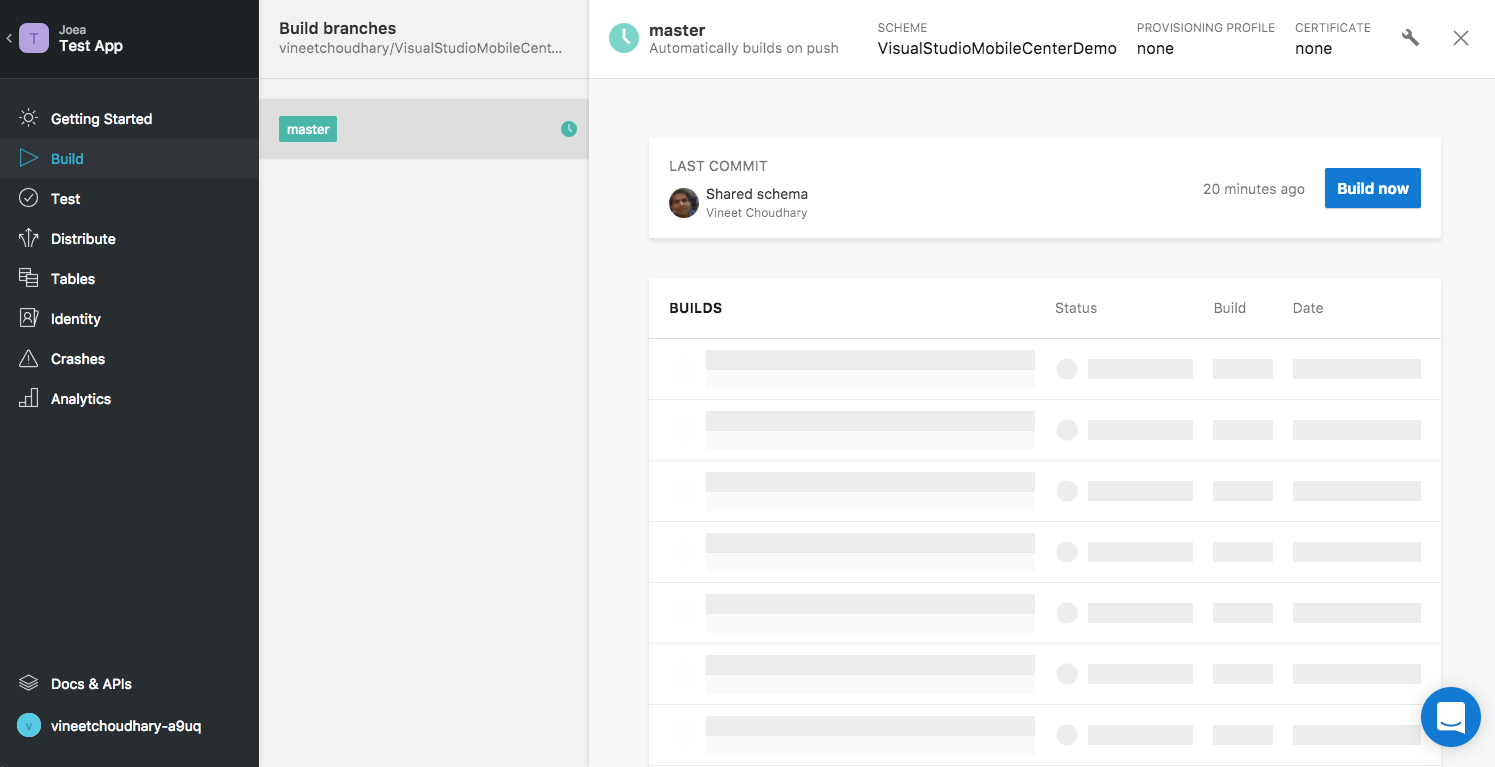 T
Joea
Test App
Getting Started
Build
Test
Distribute
Tables
Identity
Crashes
Analytics
Docs & APIs
v
vineetchoudhary-a9uq
Build branches
vineetchoudhary/VisualStudioMobileCent...
master
master
Automatically builds on push
SCHEME
VisualStudioMobileCenterDemo
PROVISIONING PROFILE
none
CERTIFICATE
none
LAST COMMIT
Shared schema
Vineet Choudhary
20 minutes ago
Build now
BUILDS Status Build Date